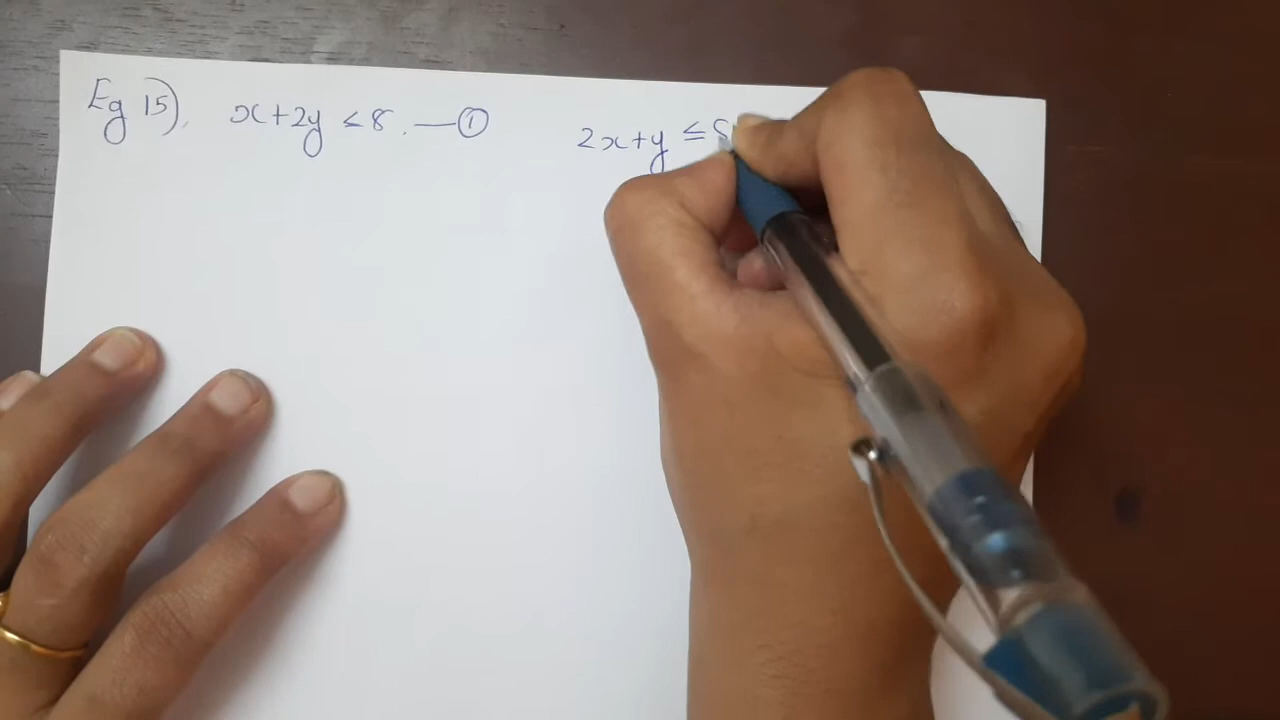 Eg 15). x+2y ≤ 8. —① 2x+y ≤